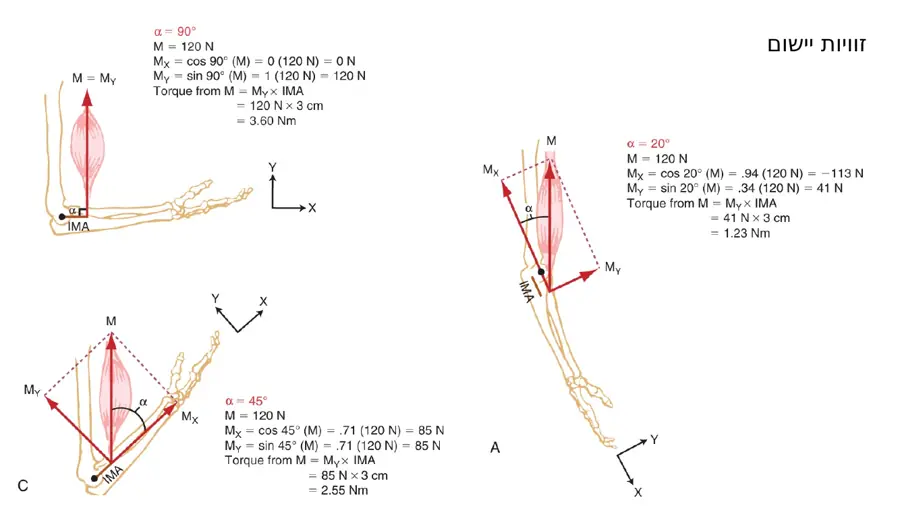 זוויות יישום
α = 90°
M = 120 N
M_X = cos 90° (M) = 0 (120 N) = 0 N
M_Y = sin 90° (M) = 1 (120 N) = 120 N
Torque from M = M_Y × IMA
= 120 N × 3 cm
= 3.60 Nm
M = M_Y
α
IMA
Y
X
M
M_X
α
M_Y
IMA
α = 20°
M = 120 N
M_X = cos 20° (M) = .94 (120 N) = −113 N
M_Y = sin 20° (M) = .34 (120 N) = 41 N
Torque from M = M_Y × IMA
= 41 N × 3 cm
= 1.23 Nm
Y
X
A
Y
X
M
M_Y
α
M_X
IMA
C
α = 45°
M = 120 N
M_X = cos 45° (M) = .71 (120 N) = 85 N
M_Y = sin 45° (M) = .71 (120 N) = 85 N
Torque from M = M_Y × IMA
= 85 N × 3 cm
= 2.55 Nm